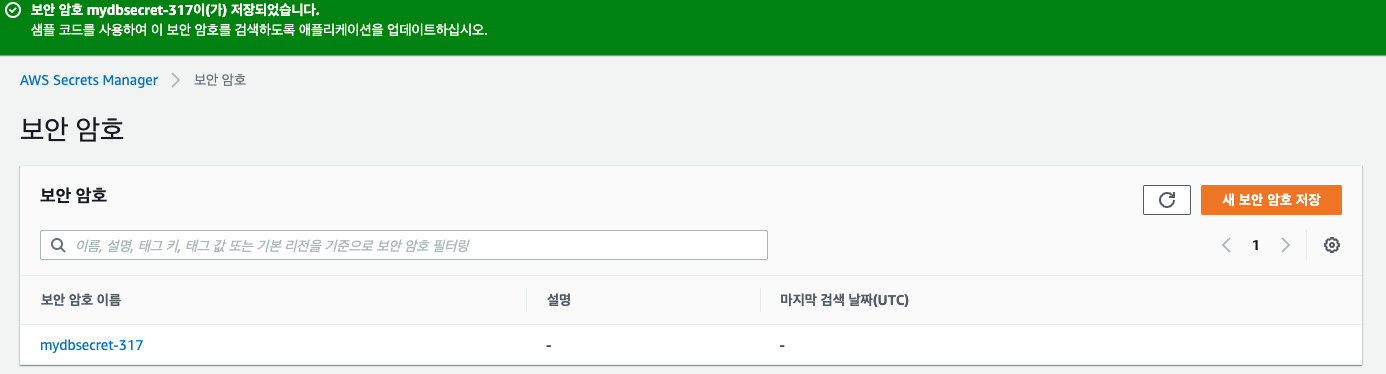 보안 암호 mydbsecret-317이(가) 저장되었습니다.
샘플 코드를 사용하여 이 보안 암호를 검색하도록 애플리케이션을 업데이트하십시오.
AWS Secrets Manager > 보안 암호
보안 암호
보안 암호
새 보안 암호 저장
이름, 설명, 태그 키, 태그 값 또는 기본 리전을 기준으로 보안 암호 필터링
1
보안 암호 이름 설명 마지막 검색 날짜(UTC)
mydbsecret-317 - -